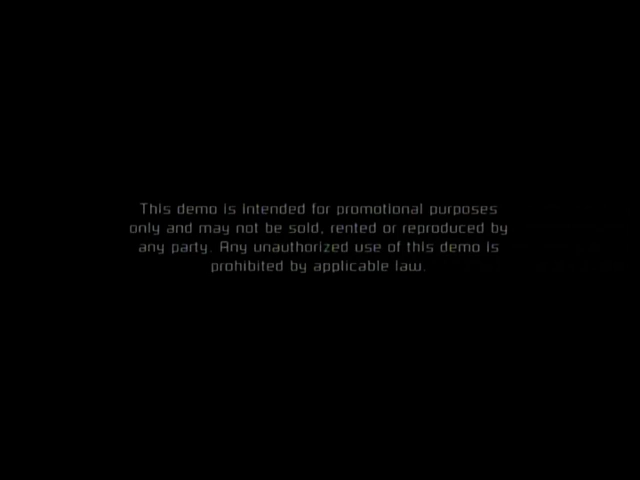 This demo is intended for promotional purposes
only and may not be sold, rented or reproduced by
any party. Any unauthorized use of this demo is
prohibited by applicable law.